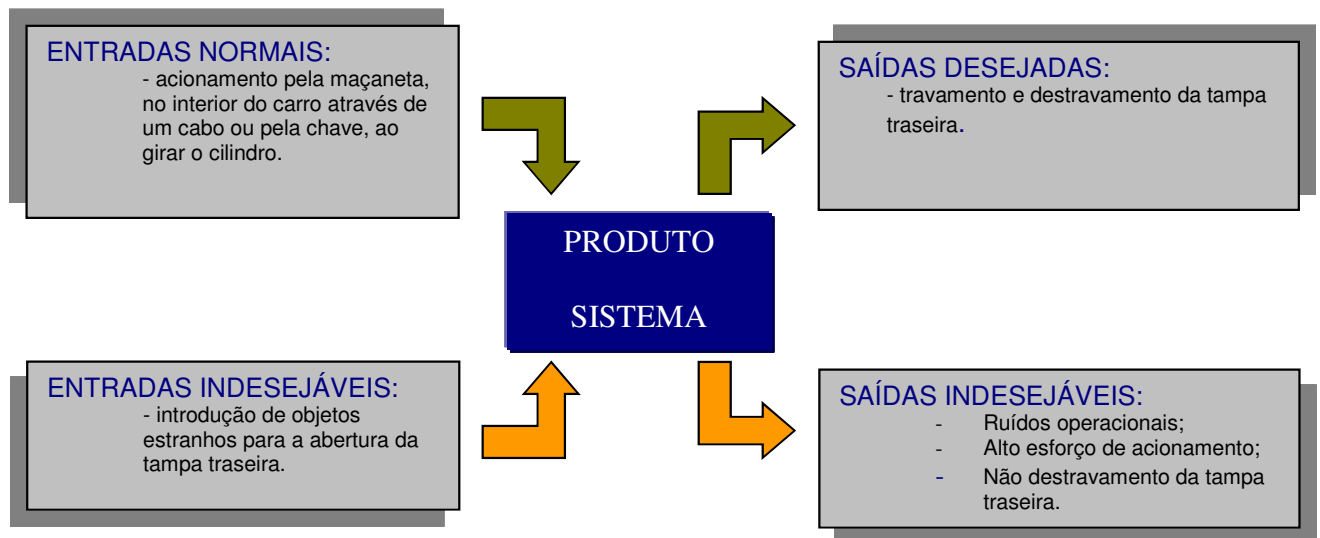 ENTRADAS NORMAIS:
- acionamento pela maçaneta,
no interior do carro através de
um cabo ou pela chave, ao
girar o cilindro.
SAÍDAS DESEJADAS:
- travamento e destravamento da tampa
traseira.
PRODUTO
SISTEMA
ENTRADAS INDESEJÁVEIS:
- introdução de objetos
estranhos para a abertura da
tampa traseira.
SAÍDAS INDESEJÁVEIS:
- Ruídos operacionais;
- Alto esforço de acionamento;
- Não destravamento da tampa
traseira.